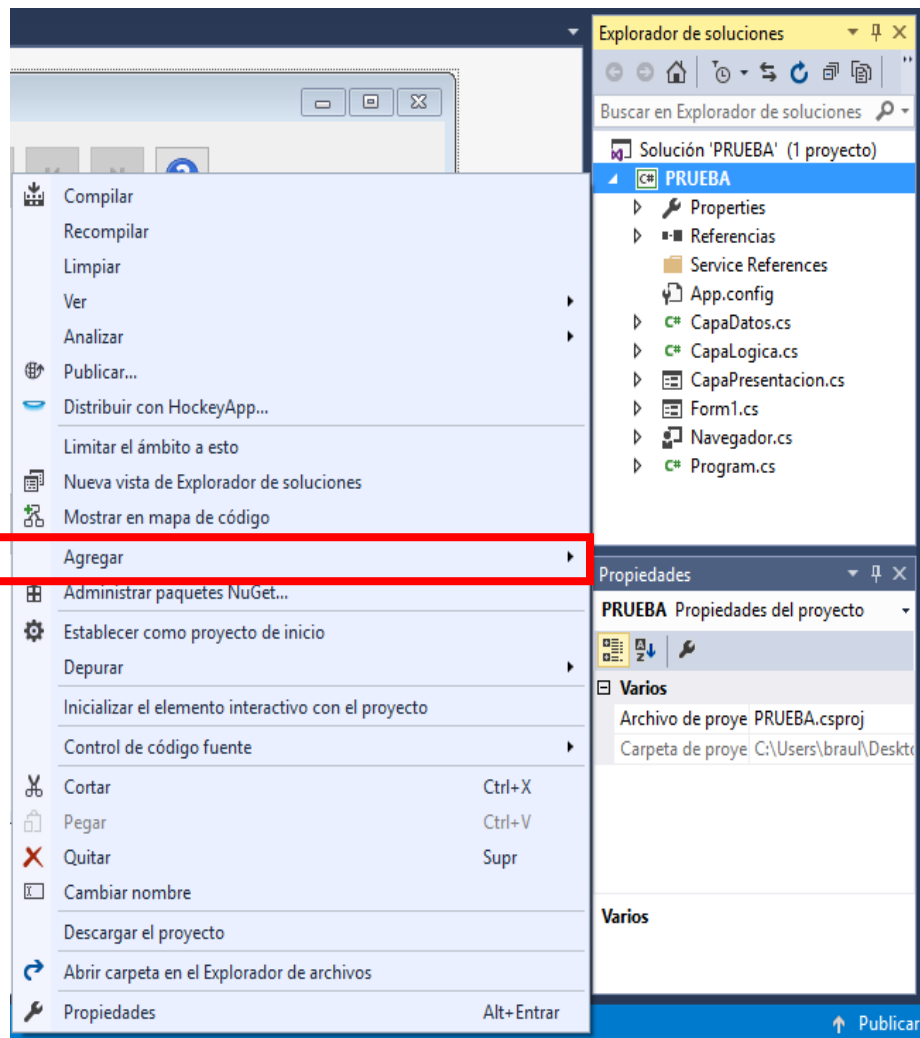 Explorador de soluciones
Buscar en Explorador de soluciones
Solución 'PRUEBA' (1 proyecto)
C# PRUEBA
Properties
Referencias
Service References
App.config
C# CapaDatos.cs
C# CapaLogica.cs
CapaPresentacion.cs
Form1.cs
Navegador.cs
C# Program.cs
Compilar
Recompilar
Limpiar
Ver
Analizar
Publicar...
Distribuir con HockeyApp...
Limitar el ámbito a esto
Nueva vista de Explorador de soluciones
Mostrar en mapa de código
Agregar
Administrar paquetes NuGet...
Establecer como proyecto de inicio
Depurar
Inicializar el elemento interactivo con el proyecto
Control de código fuente
Cortar Ctrl+X
Pegar Ctrl+V
Quitar Supr
Cambiar nombre
Descargar el proyecto
Abrir carpeta en el Explorador de archivos
Propiedades Alt+Entrar
Propiedades
PRUEBA Propiedades del proyecto
Varios
Archivo de proye PRUEBA.csproj
Carpeta de proye C:\Users\braul\Deskto
Varios
Publicar